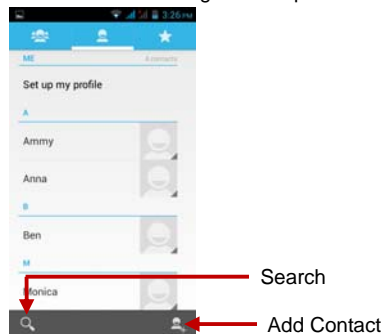 3:26 PM
ME 4 contacts
Set up my profile
A
Ammy
Anna
B
Ben
M
Monica
Search
Add Contact